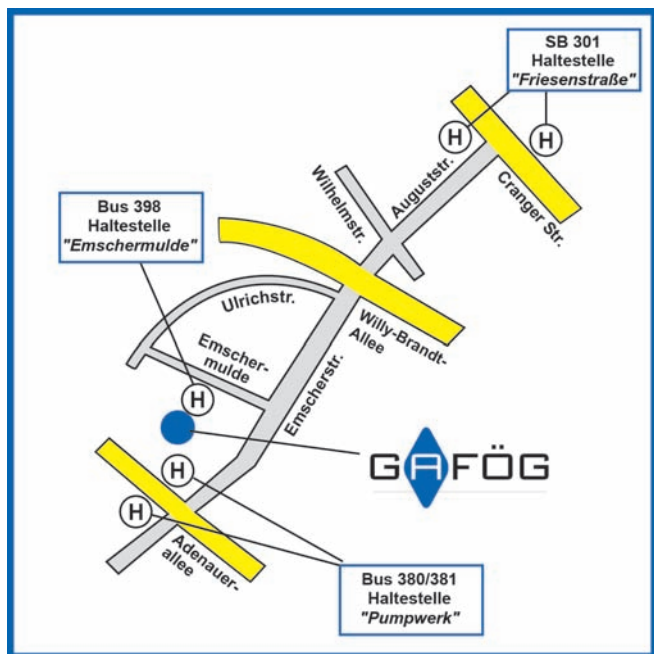 SB 301
Haltestelle
"Friesenstraße"
H
H
Auguststr.
Cranger Str.
Wilhelmstr.
Bus 398
Haltestelle
"Emschermulde"
Ulrichstr.
Willy-Brandt-
Allee
Emscher-
mulde
Emscherstr.
H
GAFÖG
H
H
Adenauer-
allee
Bus 380/381
Haltestelle
"Pumpwerk"